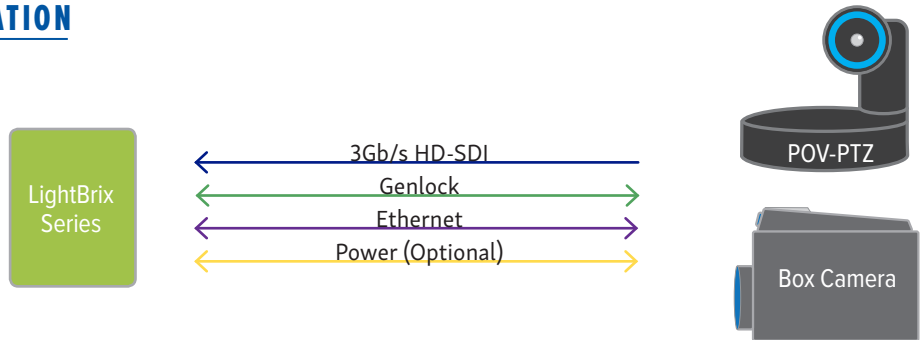 ATION
3Gb/s HD-SDI
Genlock
Ethernet
Power (Optional)
LightBrix
Series
POV-PTZ
Box Camera